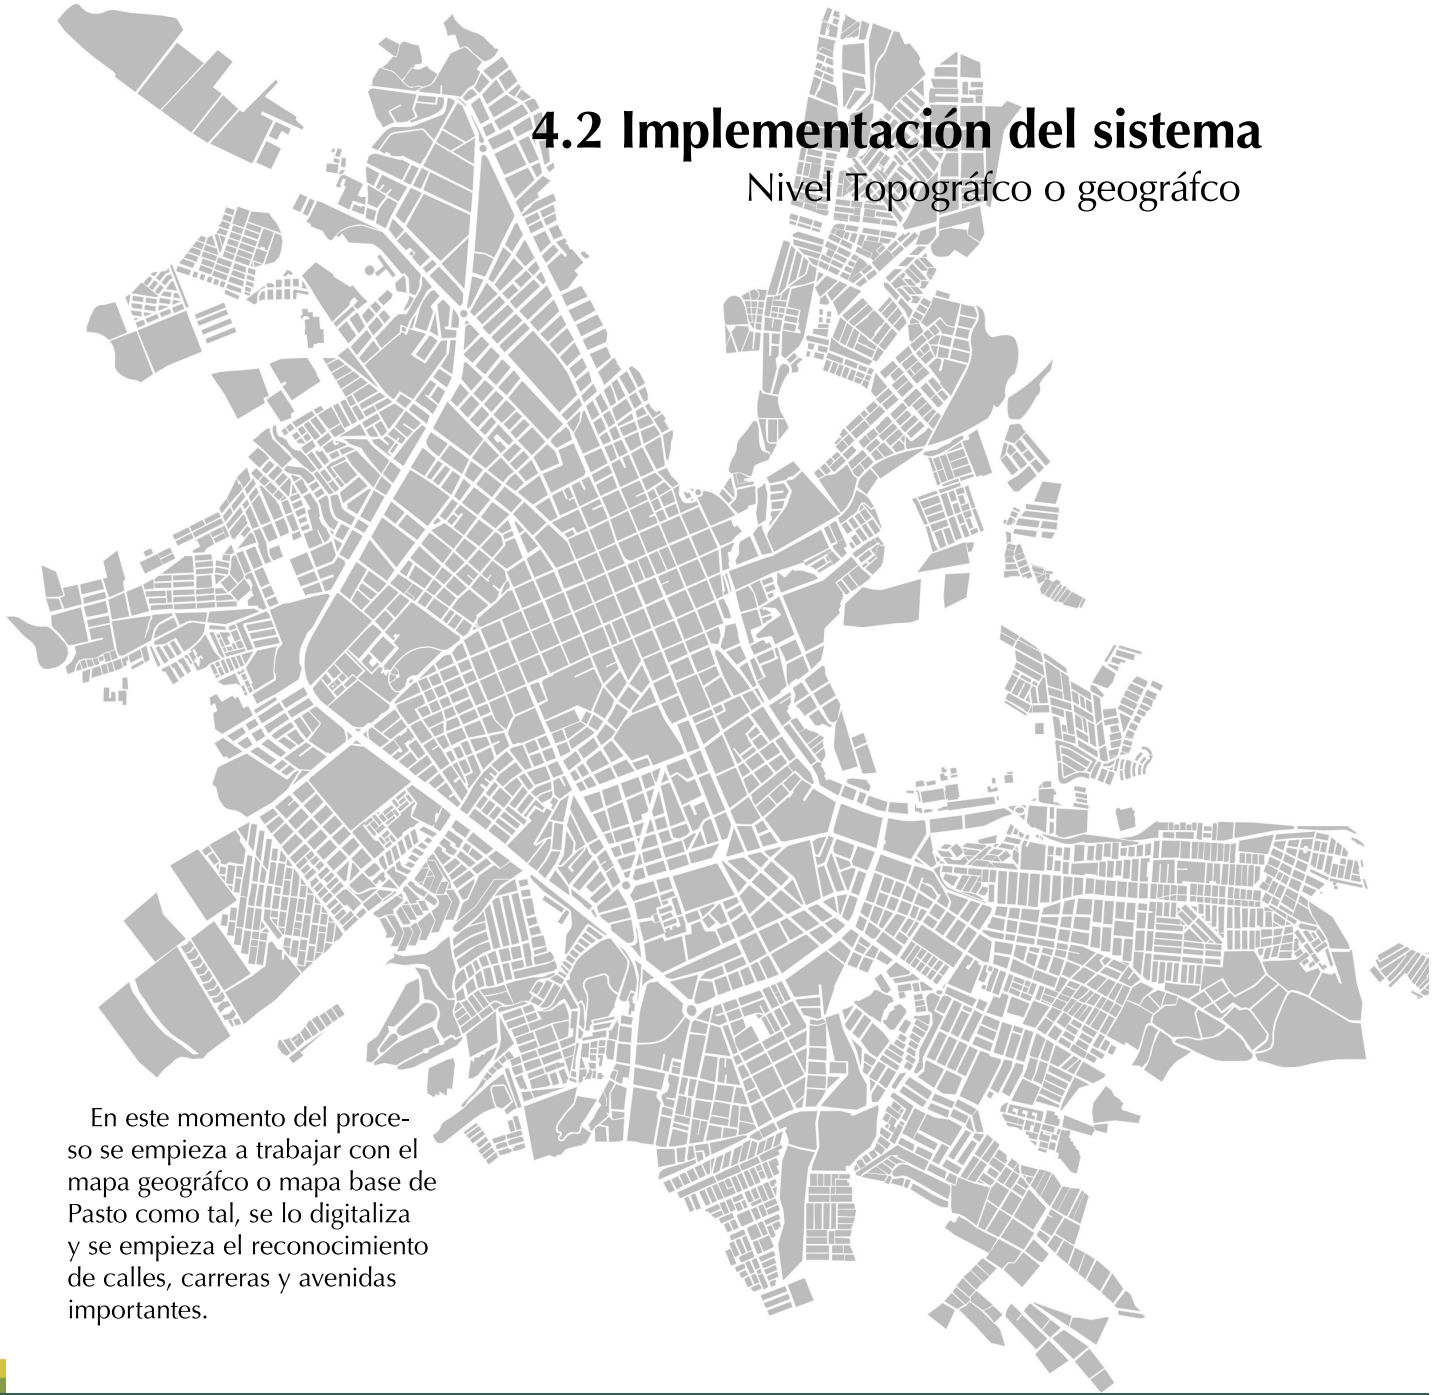 4.2 Implementación del sistema
Nivel Topográfco o geográfco
En este momento del proce-
so se empieza a trabajar con el
mapa geográfco o mapa base de
Pasto como tal, se lo digitaliza
y se empieza el reconocimiento
de calles, carreras y avenidas
importantes.